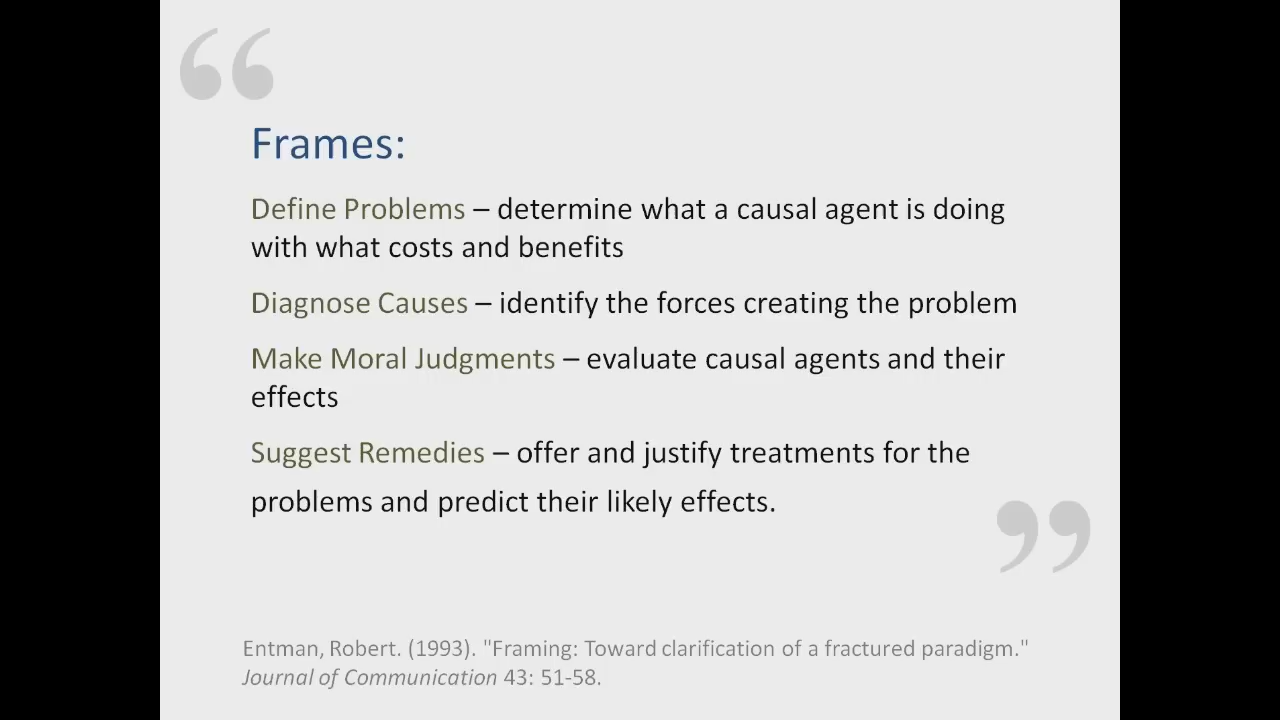 “
Frames:
Define Problems – determine what a causal agent is doing
with what costs and benefits
Diagnose Causes – identify the forces creating the problem
Make Moral Judgments – evaluate causal agents and their
effects
Suggest Remedies – offer and justify treatments for the
problems and predict their likely effects.
”
Entman, Robert. (1993). "Framing: Toward clarification of a fractured paradigm."
Journal of Communication 43: 51-58.